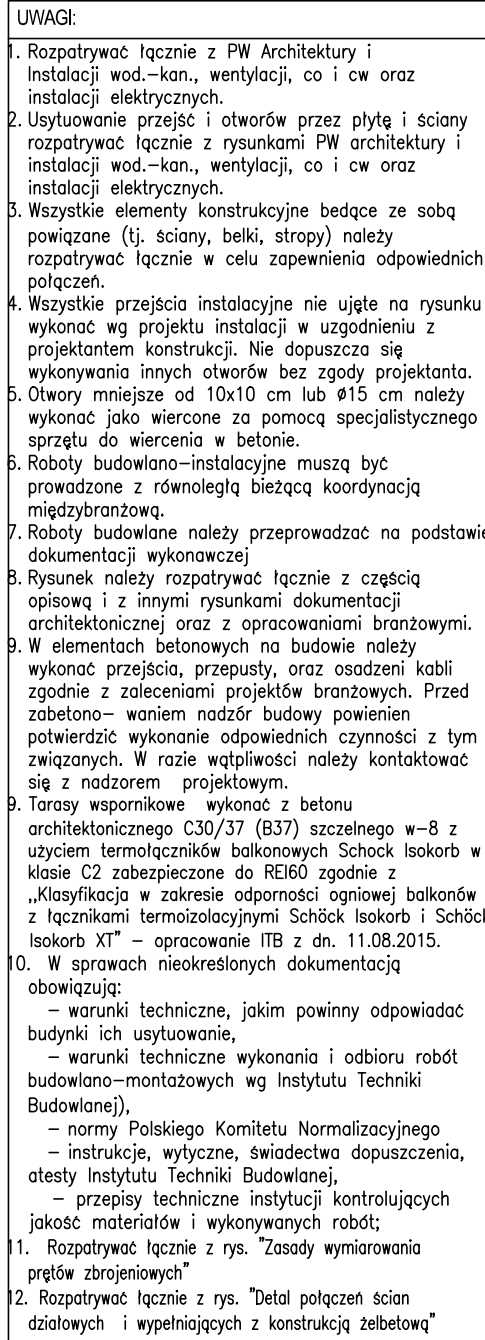 UWAGI:
1. Rozpatrywać łącznie z PW Architektury i
Instalacji wod.–kan., wentylacji, co i cw oraz
instalacji elektrycznych.
2. Usytuowanie przejść i otworów przez płytę i ściany
rozpatrywać łącznie z rysunkami PW architektury i
instalacji wod.–kan., wentylacji, co i cw oraz
instalacji elektrycznych.
3. Wszystkie elementy konstrukcyjne bedące ze sobą
powiązane (tj. ściany, belki, stropy) należy
rozpatrywać łącznie w celu zapewnienia odpowiednich
połączeń.
4. Wszystkie przejścia instalacyjne nie ujęte na rysunku
wykonać wg projektu instalacji w uzgodnieniu z
projektantem konstrukcji. Nie dopuszcza się
wykonywania innych otworów bez zgody projektanta.
5. Otwory mniejsze od 10x10 cm lub ø15 cm należy
wykonać jako wiercone za pomocą specjalistycznego
sprzętu do wiercenia w betonie.
6. Roboty budowlano–instalacyjne muszą być
prowadzone z równoległą bieżącą koordynacją
międzybranżową.
7. Roboty budowlane należy przeprowadzać na podstawie
dokumentacji wykonawczej
8. Rysunek należy rozpatrywać łącznie z częścią
opisową i z innymi rysunkami dokumentacji
architektonicznej oraz z opracowaniami branżowymi.
9. W elementach betonowych na budowie należy
wykonać przejścia, przepusty, oraz osadzeni kabli
zgodnie z zaleceniami projektów branżowych. Przed
zabetono– waniem nadzór budowy powienien
potwierdzić wykonanie odpowiednich czynności z tym
związanych. W razie wątpliwości należy kontaktować
się z nadzorem projektowym.
9. Tarasy wspornikowe wykonać z betonu
architektonicznego C30/37 (B37) szczelnego w–8 z
użyciem termołączników balkonowych Schock Isokorb w
klasie C2 zabezpieczone do REI60 zgodnie z
,,Klasyfikacja w zakresie odporności ogniowej balkonów
z łącznikami termoizolacyjnymi Schöck Isokorb i Schöck
Isokorb XT" – opracowanie ITB z dn. 11.08.2015.
10. W sprawach nieokreślonych dokumentacją
obowiązują:
– warunki techniczne, jakim powinny odpowiadać
budynki ich usytuowanie,
– warunki techniczne wykonania i odbioru robót
budowlano–montażowych wg Instytutu Techniki
Budowlanej),
– normy Polskiego Komitetu Normalizacyjnego
– instrukcje, wytyczne, świadectwa dopuszczenia,
atesty Instytutu Techniki Budowlanej,
– przepisy techniczne instytucji kontrolujących
jakość materiałów i wykonywanych robót;
11. Rozpatrywać łącznie z rys. "Zasady wymiarowania
prętów zbrojeniowych"
12. Rozpatrywać łącznie z rys. "Detal połączeń ścian
działowych i wypełniających z konstrukcją żelbetową"